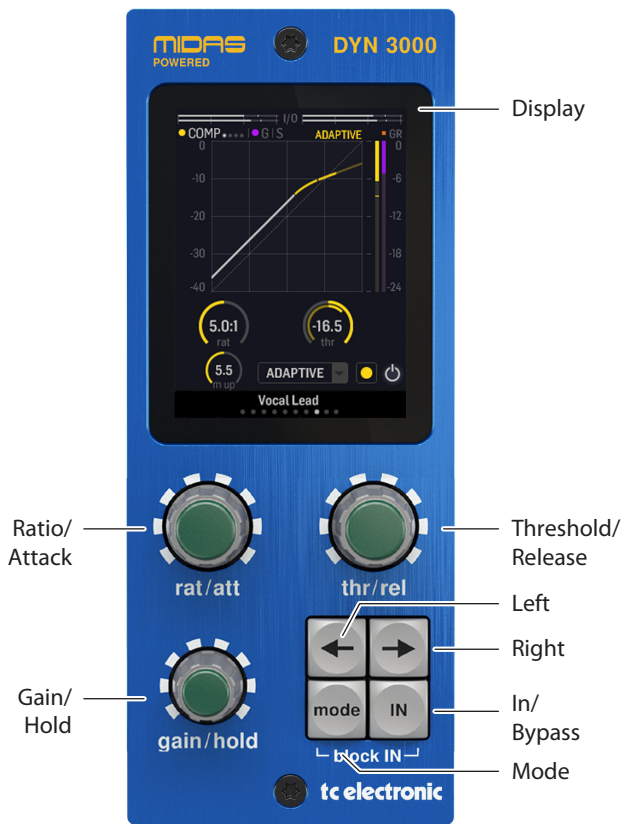 MIDAS
POWERED
DYN 3000
Display
I/O
COMP G|S ADAPTIVE GR
0 0
-10 -6
-20 -12
-30 -18
-40 -24
5.0:1 -16.5
rat thr
5.5
m up
ADAPTIVE
Vocal Lead
Ratio/
Attack
rat/att
thr/rel
Threshold/
Release
Left
Right
Gain/
Hold
gain/hold
mode IN
In/
Bypass
block IN
Mode
tc electronic